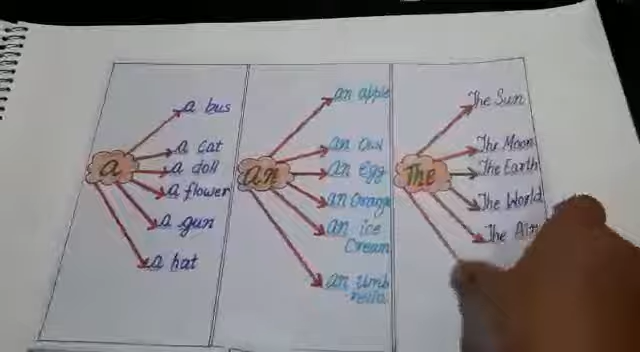 a
a bus
a cat
a doll
a flower
a gun
a hat
an
an apple
an owl
an Egg
an Orange
an ice
Cream
an Umb
rella
The
The Sun
The Moon
The Earth
The World
The